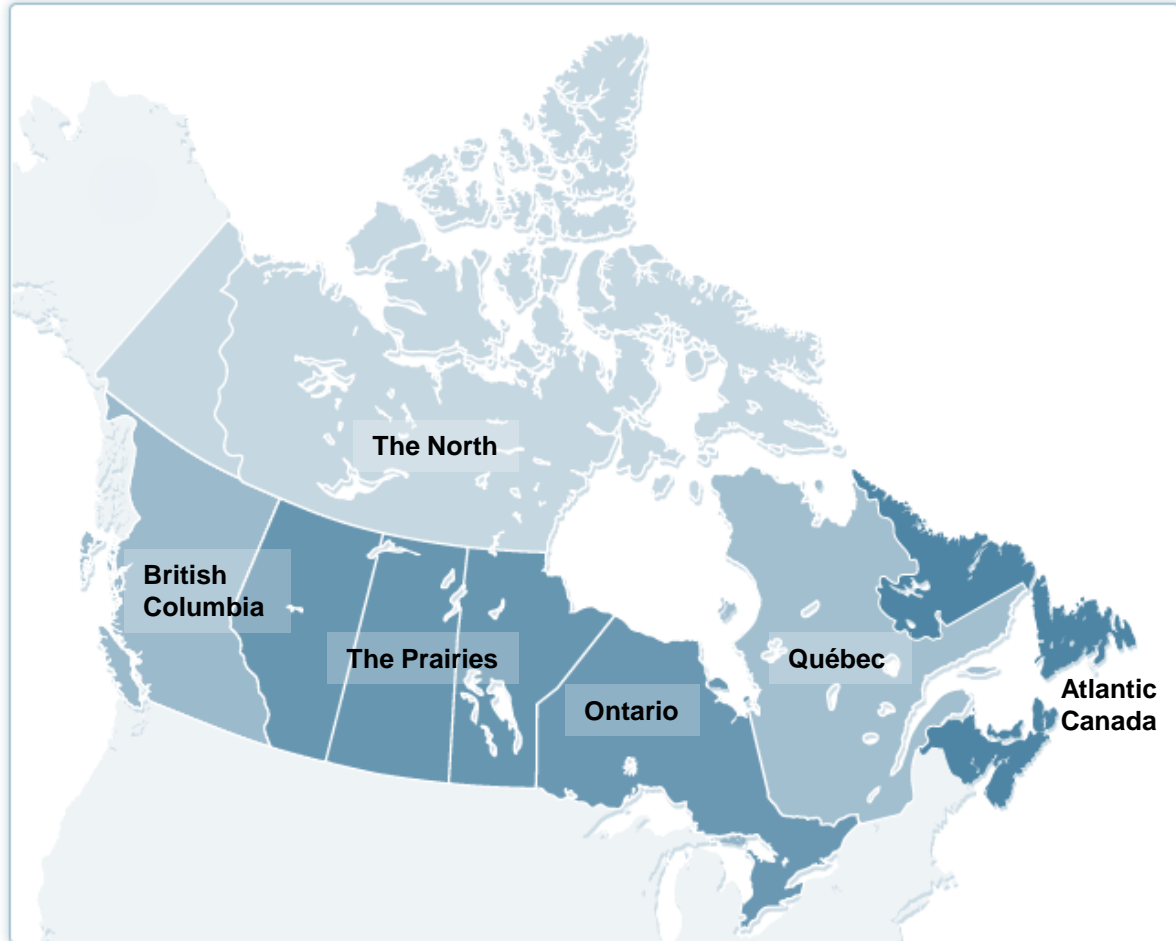 The North
British
Columbia
The Prairies
Québec
Ontario
Atlantic
Canada